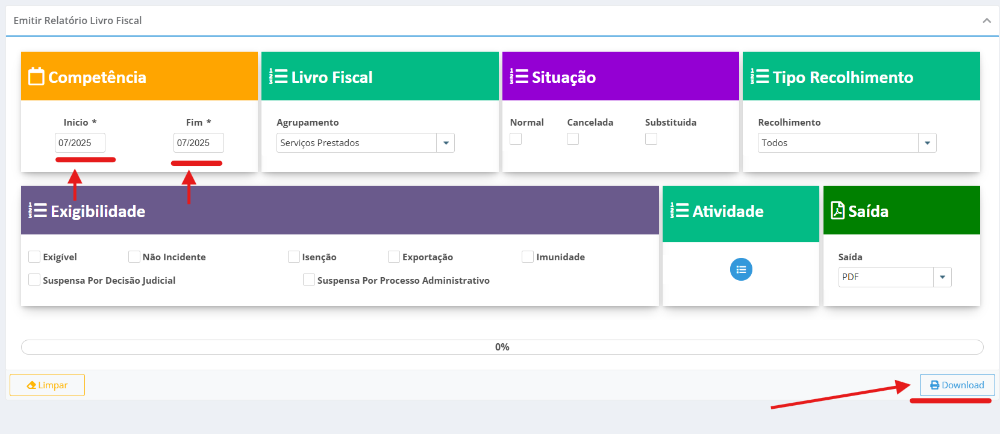 Emitir Relatório Livro Fiscal
Competência
Livro Fiscal
Situação
Tipo Recolhimento
Inicio *
Fim *
07/2025
07/2025
Agrupamento
Serviços Prestados
Normal
Cancelada
Substituida
Recolhimento
Todos
Exigibilidade
Atividade
Saída
Exigível
Não Incidente
Isenção
Exportação
Imunidade
Suspensa Por Decisão Judicial
Suspensa Por Processo Administrativo
Saída
PDF
0%
Limpar
Download